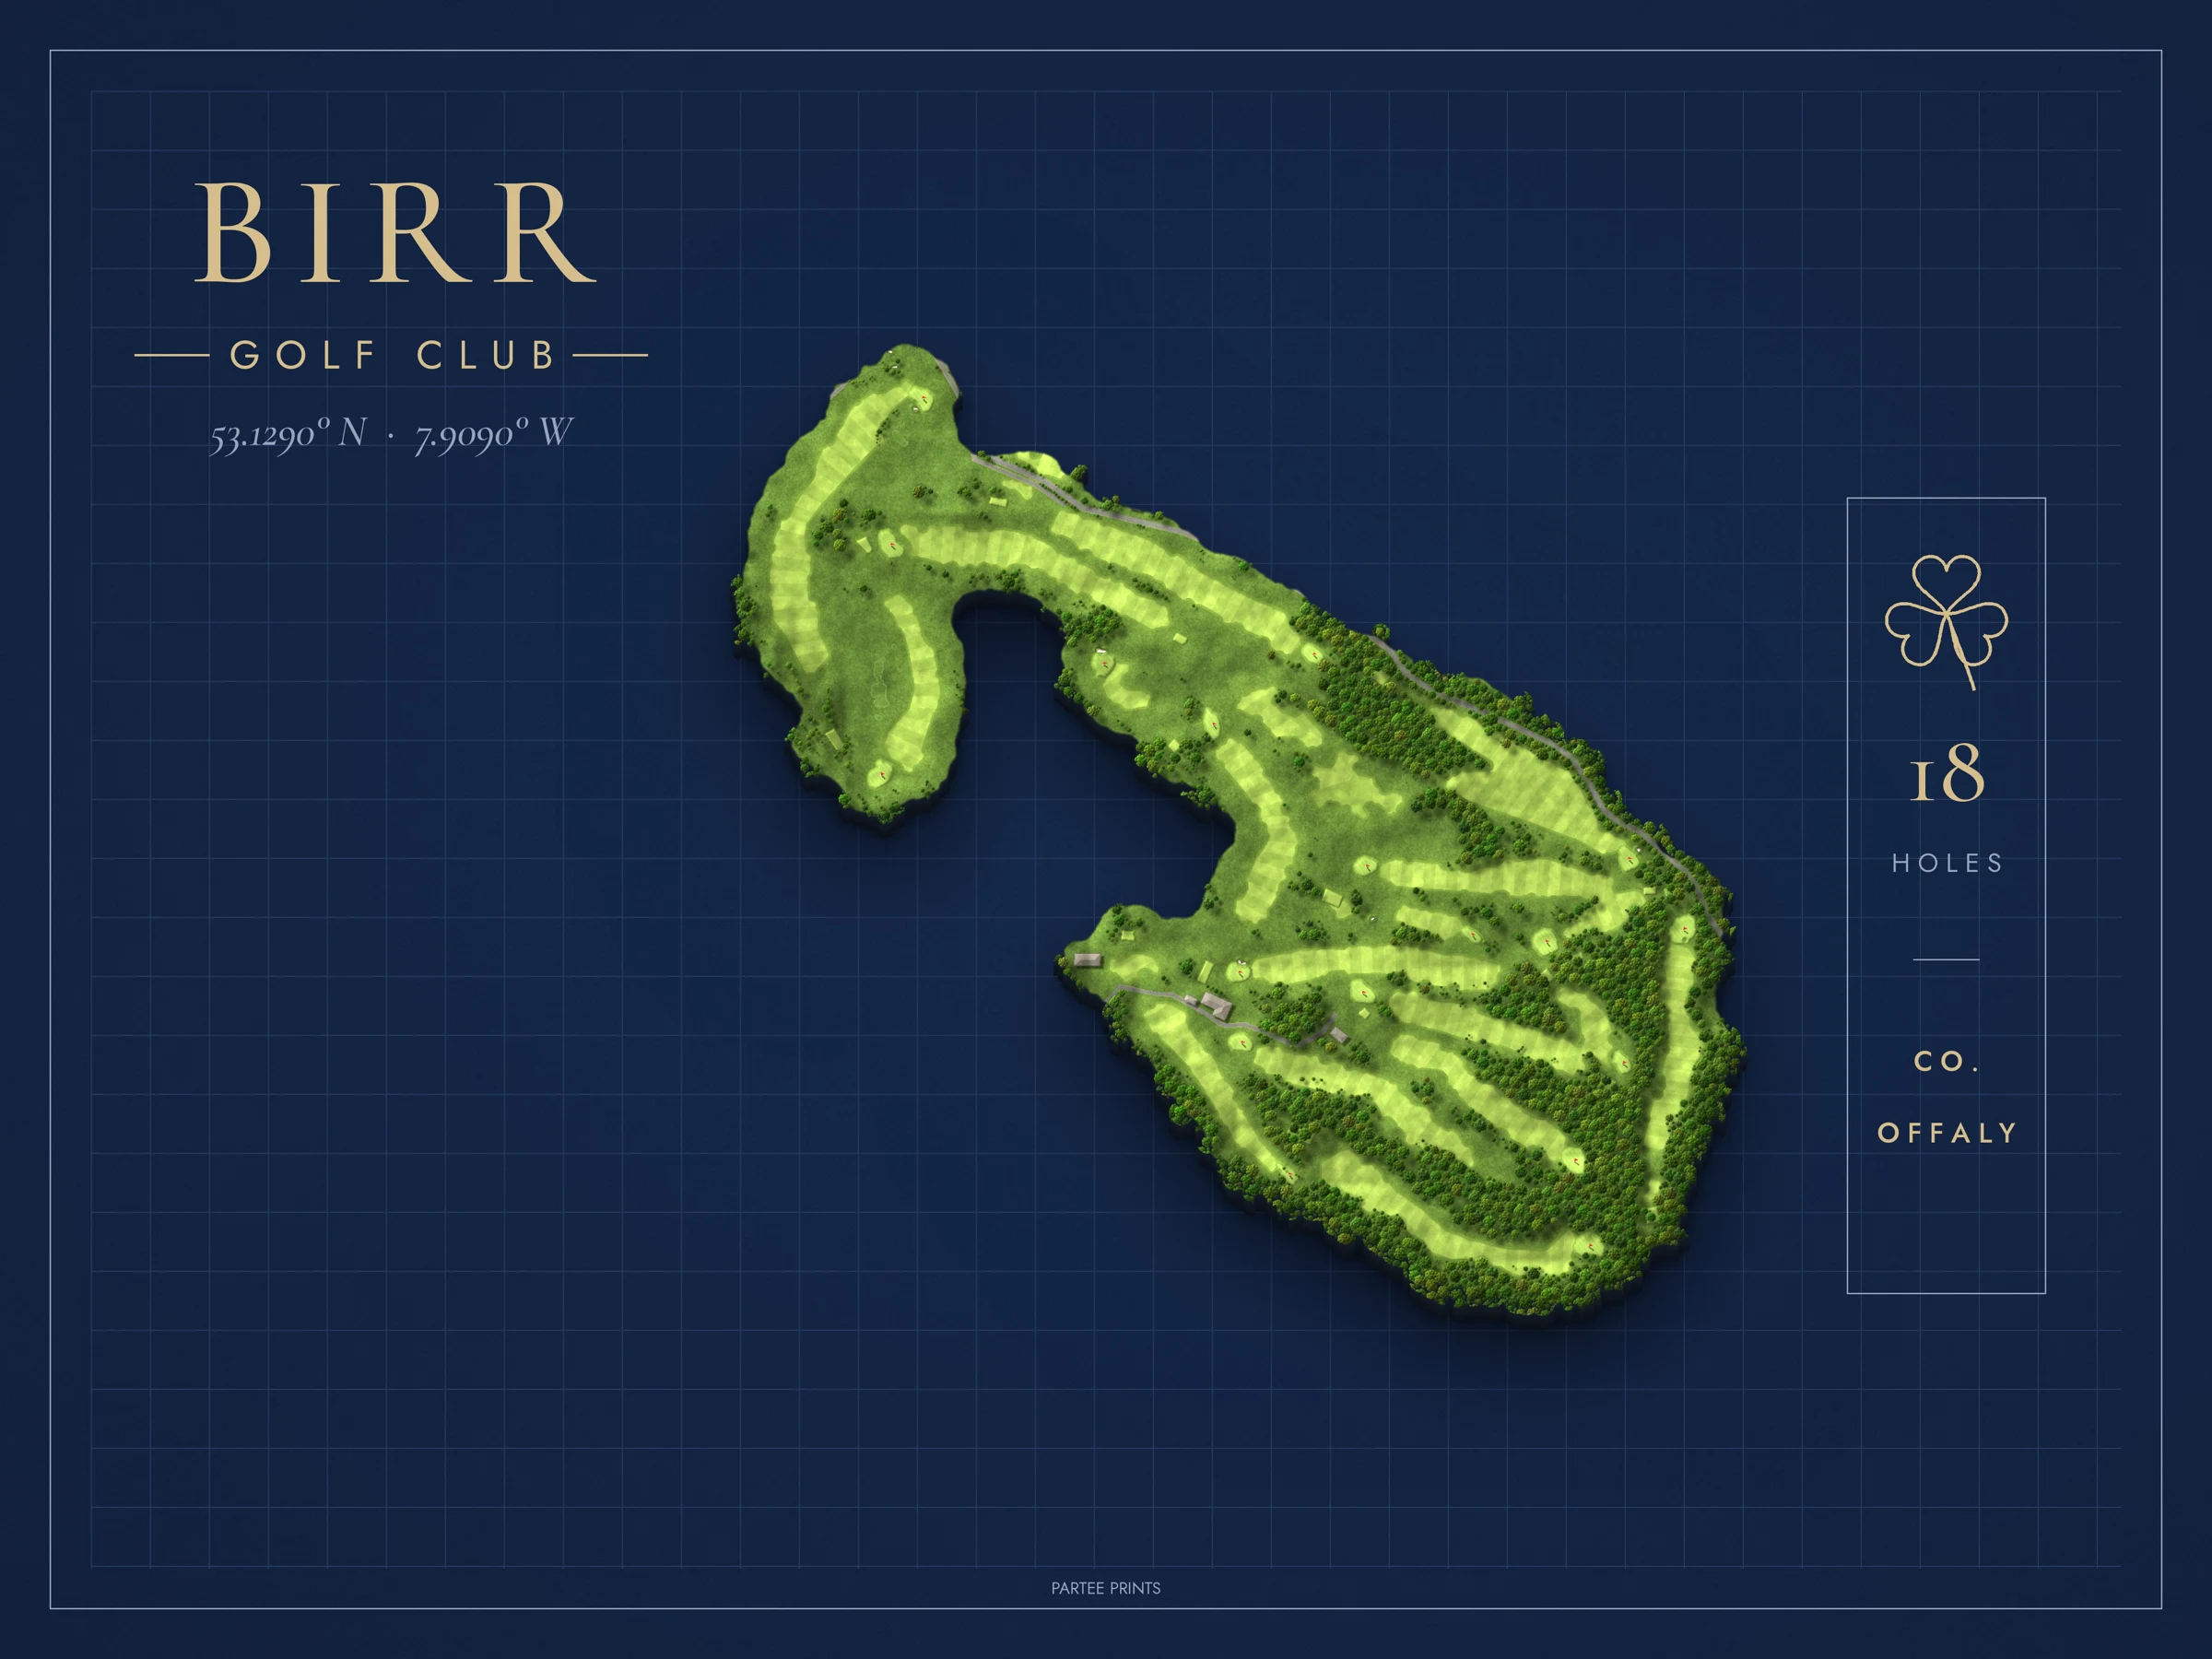 BIRR
GOLF CLUB
53.1290° N · 7.9090° W
18
HOLES
CO.
OFFALY
PARTEE PRINTS